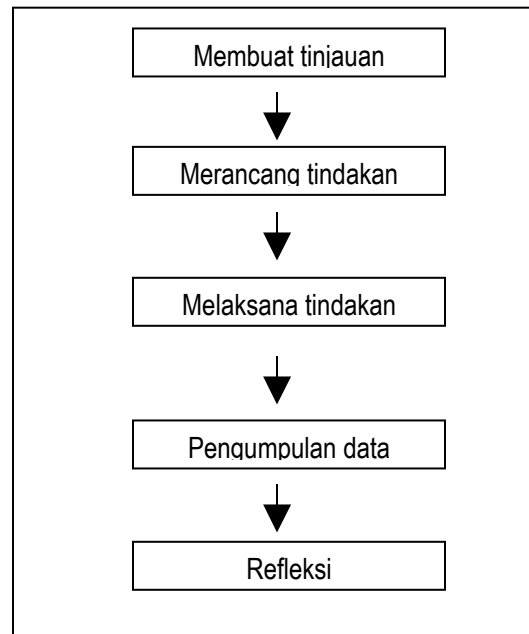 Membuat tinjauan
Merancang tindakan
Melaksana tindakan
Pengumpulan data
Refleksi